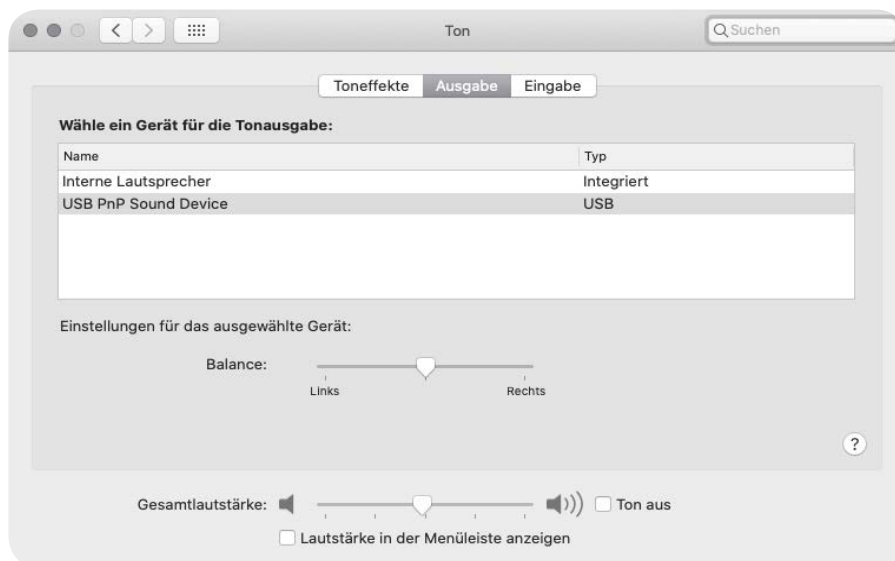 Ton
Suchen
Toneffekte Ausgabe Eingabe
Wähle ein Gerät für die Tonausgabe:
Name Typ
Interne Lautsprecher Integriert
USB PnP Sound Device USB
Einstellungen für das ausgewählte Gerät:
Balance:
Links Rechts
?
Gesamtlautstärke: Ton aus
Lautstärke in der Menüleiste anzeigen